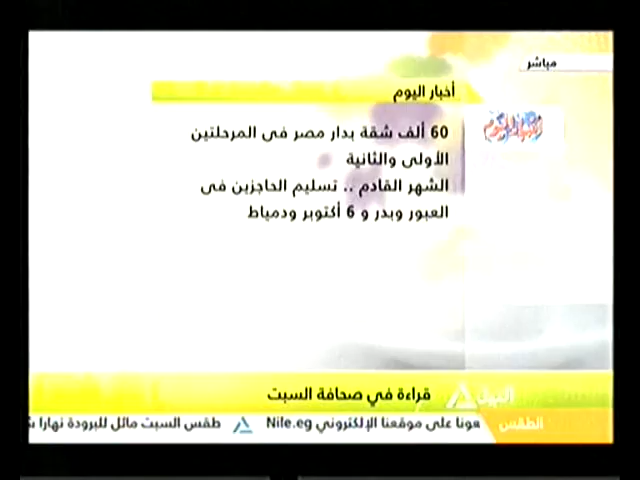 مباشر
أخبار اليوم
60 ألف شقة بدار مصر فى المرحلتين
الأولى والثانية
الشهر القادم .. تسليم الحاجزين فى
العبور وبدر و 6 أكتوبر ودمياط
قراءة في صحافة السبت
الطقس
عونا على موقعنا الإلكتروني Nile.eg
طقس السبت مائل للبرودة نهارا